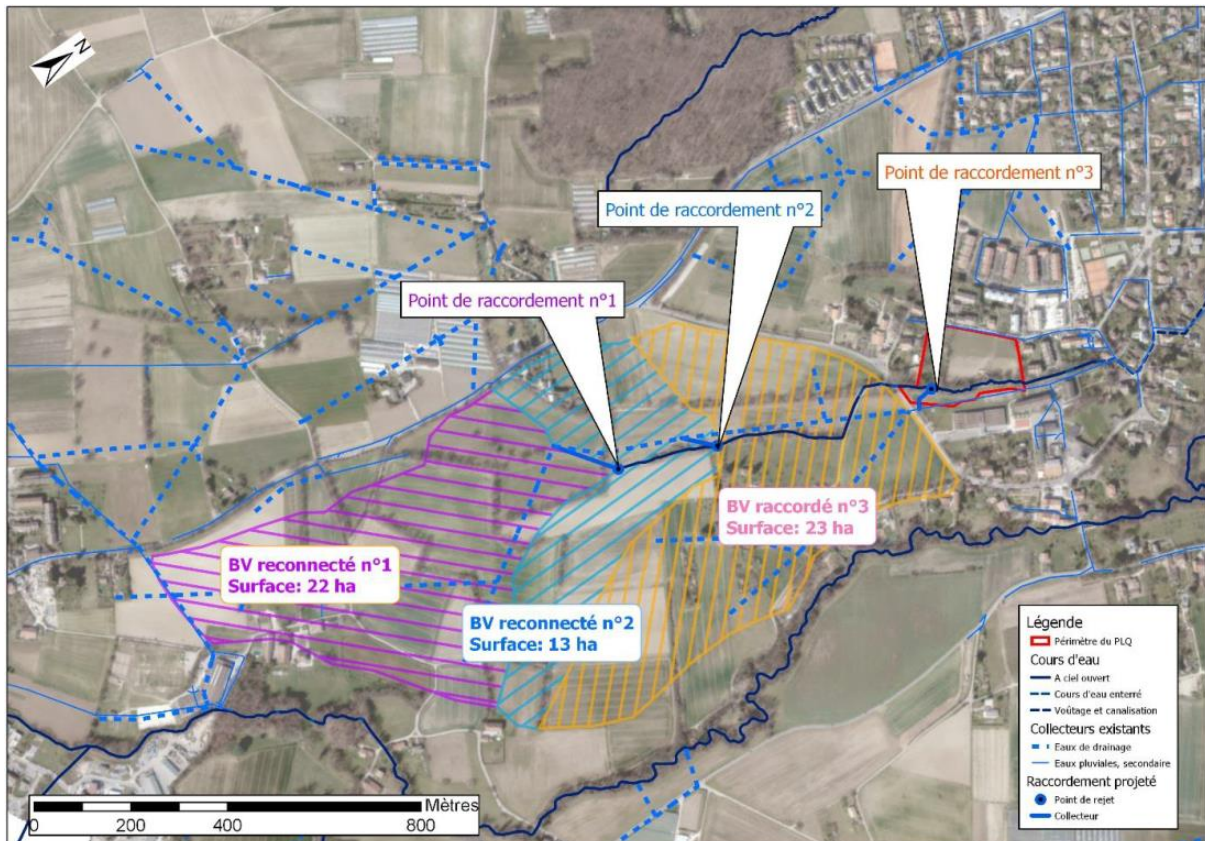 N
Point de raccordement n°3
Point de raccordement n°2
Point de raccordement n°1
BV raccordé n°3
Surface: 23 ha
BV reconnecté n°1
Surface: 22 ha
BV reconnecté n°2
Surface: 13 ha
Légende
Périmètre du PLQ
Cours d'eau
A ciel ouvert
Cours d'eau enterré
Voûtage et canalisation
Collecteurs existants
Eaux de drainage
Eaux pluviales, secondaire
Raccordement projeté
Point de rejet
Collecteur
Mètres
0 200 400 800